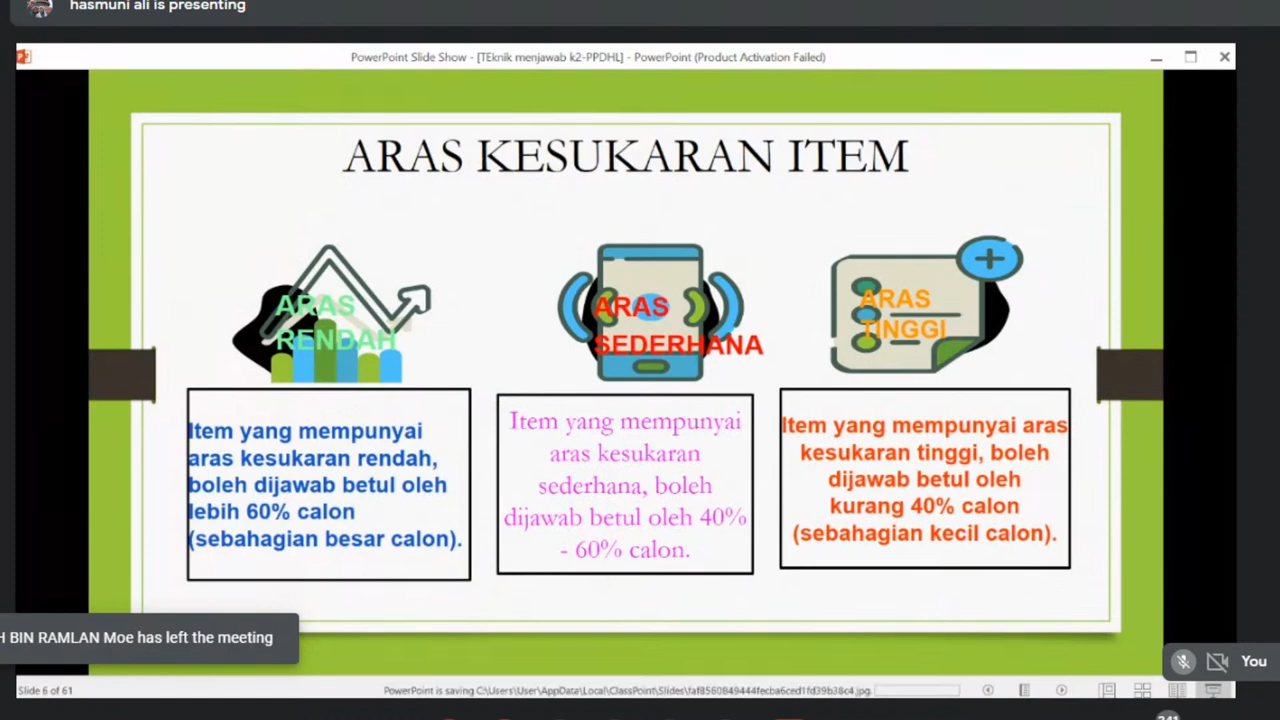 hasmuni ali is presenting
PowerPoint Slide Show - [TEknik menjawab k2-PPDHL] - PowerPoint (Product Activation Failed)
ARAS KESUKARAN ITEM
ARAS
RENDAH
ARAS
SEDERHANA
ARAS
TINGGI
Item yang mempunyai
aras kesukaran rendah,
boleh dijawab betul oleh
lebih 60% calon
(sebahagian besar calon).
Item yang mempunyai
aras kesukaran
sederhana, boleh
dijawab betul oleh 40%
- 60% calon.
Item yang mempunyai aras
kesukaran tinggi, boleh
dijawab betul oleh
kurang 40% calon
(sebahagian kecil calon).
H BIN RAMLAN Moe has left the meeting
You
Slide 6 of 61
PowerPoint is saving C:\Users\User\AppData\Local\ClassPoint\Slides\faf8560849444fecba6ced1fd39b38c4.jpg.